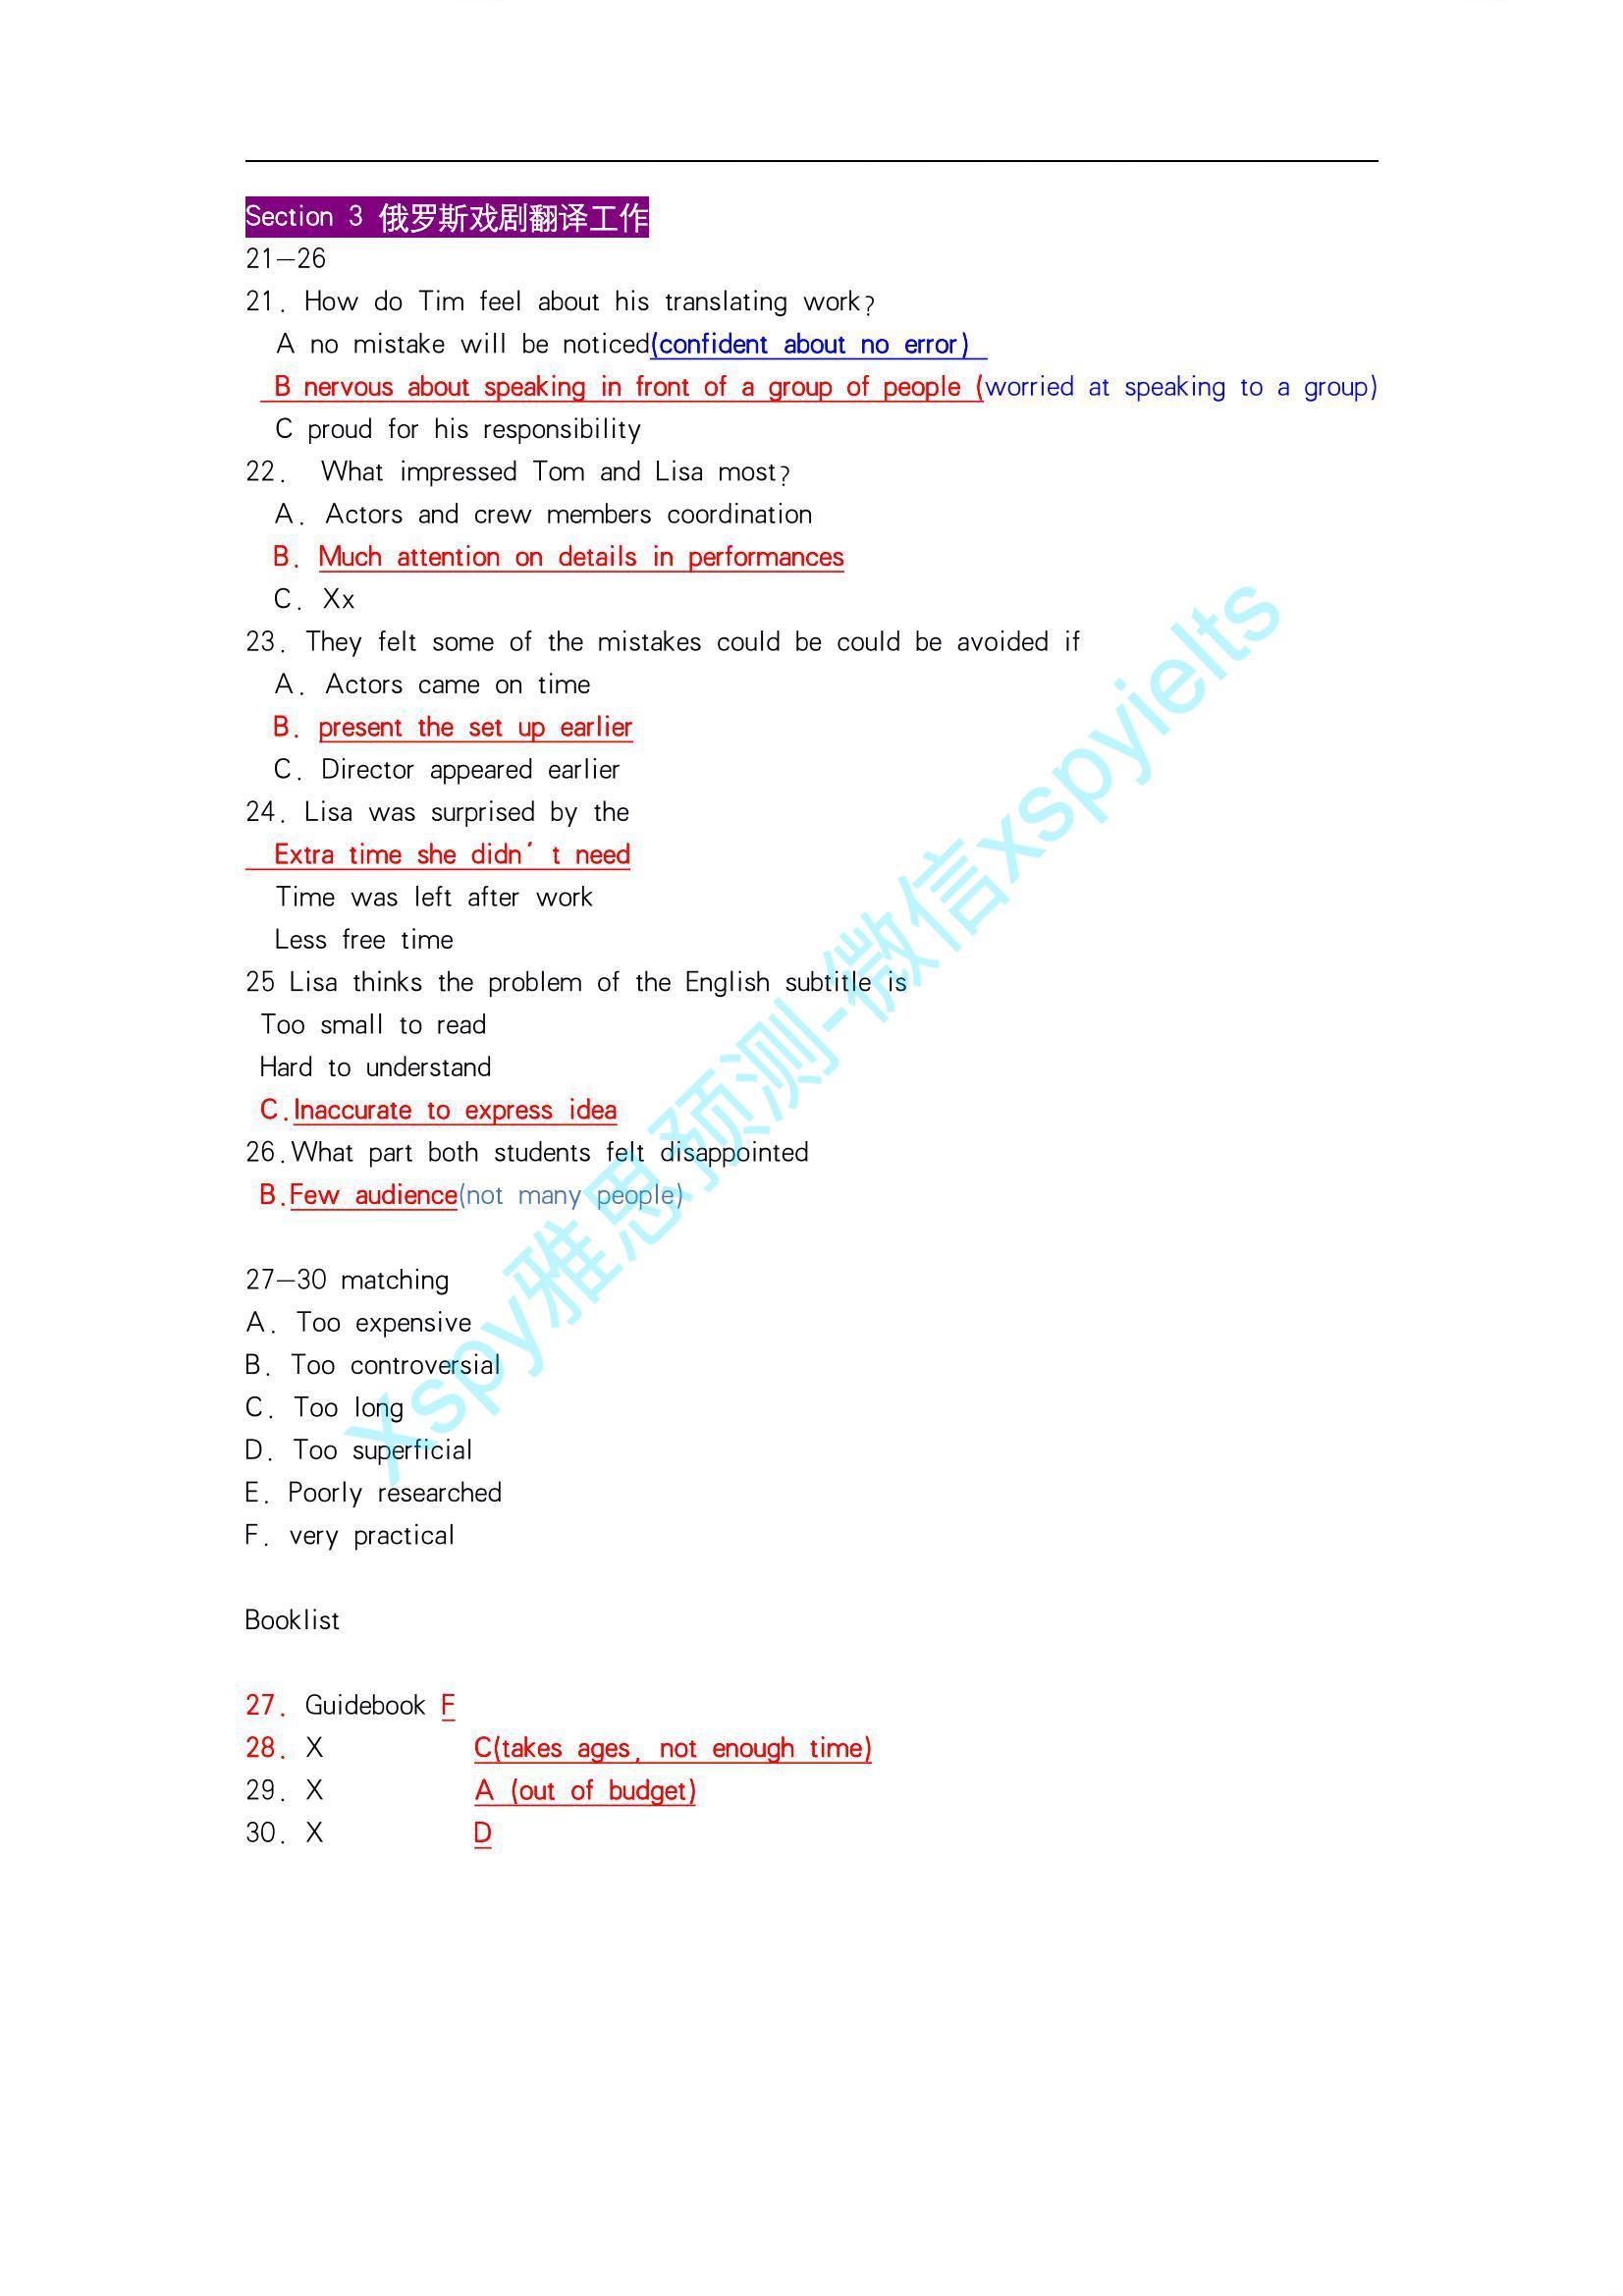 Section 3 俄罗斯戏剧翻译工作
21—26
21. How do Tim feel about his translating work?
A no mistake will be noticed(confident about no error)
B nervous about speaking in front of a group of people (worried at speaking to a group)
C proud for his responsibility
22. What impressed Tom and Lisa most?
A. Actors and crew members coordination
B. Much attention on details in performances
C. Xx
23. They felt some of the mistakes could be could be avoided if
A. Actors came on time
B. present the set up earlier
C. Director appeared earlier
24. Lisa was surprised by the
Extra time she didn' t need
Time was left after work
Less free time
25 Lisa thinks the problem of the English subtitle is
Too small to read
Hard to understand
C.Inaccurate to express idea
26.What part both students felt disappointed
B.Few audience(not many people)
27—30 matching
A. Too expensive
B. Too controversial
C. Too long
D. Too superficial
E. Poorly researched
F. very practical
Booklist
27. Guidebook F
28. X C(takes ages, not enough time)
29. X A (out of budget)
30. X D
Xspy雅思预测-微信xspyielts